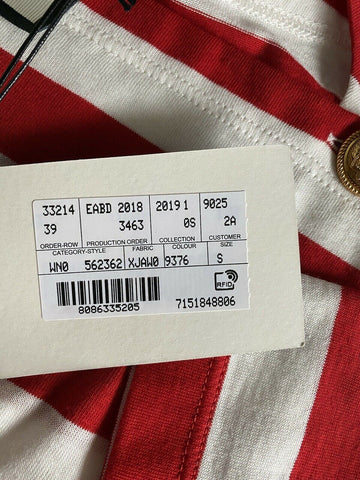 33214 EABD 2018 2019 1 9025
39 3463 0S 2A
ORDER-ROW PRODUCTION ORDER COLLECTION CUSTOMER
CATEGORY-STYLE FABRIC COLOUR SIZE
WN0 562362 XJAW0 9376 S
RFID
8086335205 7151848806